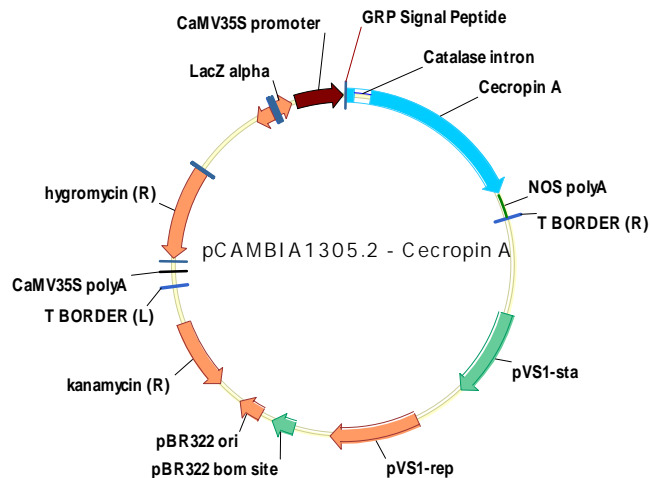 CaMV35S promoter
GRP Signal Peptide
Catalase intron
LacZ alpha
Cecropin A
hygromycin (R)
NOS polyA
T BORDER (R)
pCAMBIA1305.2 - Cecropin A
CaMV35S polyA
T BORDER (L)
pVS1-sta
kanamycin (R)
pBR322 ori
pBR322 bom site
pVS1-rep